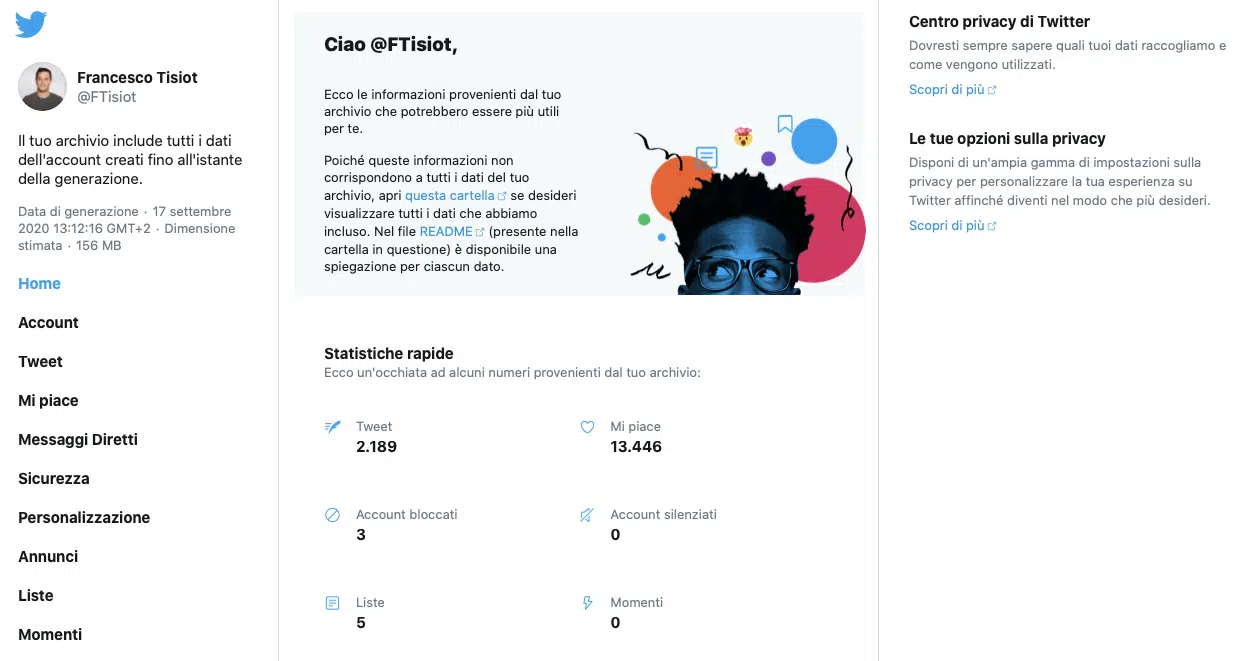 Francesco Tisiot
@FTisiot
Il tuo archivio include tutti i dati
dell'account creati fino all'istante
della generazione.
Data di generazione · 17 settembre
2020 13:12:16 GMT+2 · Dimensione
stimata · 156 MB
Home
Account
Tweet
Mi piace
Messaggi Diretti
Sicurezza
Personalizzazione
Annunci
Liste
Momenti
Ciao @FTisiot,
Ecco le informazioni provenienti dal tuo
archivio che potrebbero essere più utili
per te.
Poiché queste informazioni non
corrispondono a tutti i dati del tuo
archivio, apri questa cartella se desideri
visualizzare tutti i dati che abbiamo
incluso. Nel file README (presente nella
cartella in questione) è disponibile una
spiegazione per ciascun dato.
Statistiche rapide
Ecco un'occhiata ad alcuni numeri provenienti dal tuo archivio:
Tweet
2.189
Mi piace
13.446
Account bloccati
3
Account silenziati
0
Liste
5
Momenti
0
Centro privacy di Twitter
Dovresti sempre sapere quali tuoi dati raccogliamo e
come vengono utilizzati.
Scopri di più
Le tue opzioni sulla privacy
Disponi di un'ampia gamma di impostazioni sulla
privacy per personalizzare la tua esperienza su
Twitter affinché diventi nel modo che più desideri.
Scopri di più